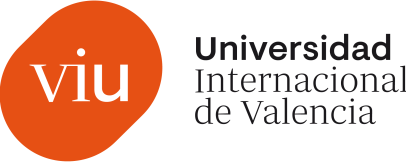 viu
Universidad
Internacional
de Valencia